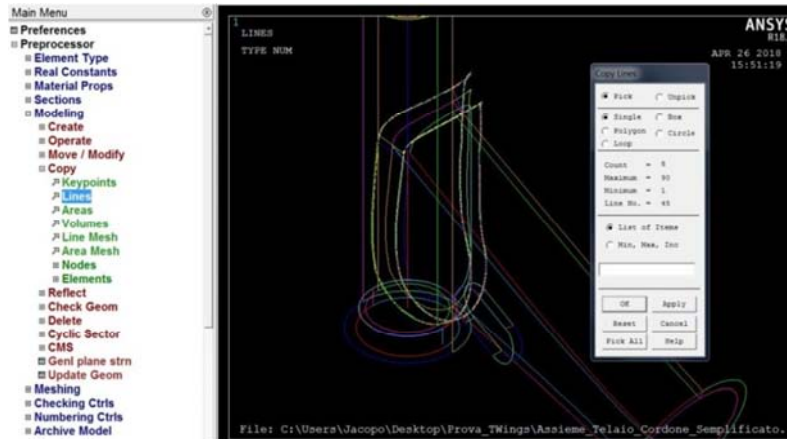 Main Menu
Preferences
Preprocessor
Element Type
Real Constants
Material Props
Sections
Modeling
Create
Operate
Move / Modify
Copy
Keypoints
Lines
Areas
Volumes
Line Mesh
Area Mesh
Nodes
Elements
Reflect
Check Geom
Delete
Cyclic Sector
CMS
Genl plane strn
Update Geom
Meshing
Checking Ctrls
Numbering Ctrls
Archive Model
1
LINES
TYPE NUM
ANSYS
R18.
APR 26 2018
15:51:19
Copy Lines
Pick Unpick
Single Box
Polygon Circle
Loop
Count =
Maximum = 90
Minimum = 1
Line No. = 45
List of Items
Min, Max, Inc
OK Apply
Reset Cancel
Pick All Help
File: C:\Users\Jacopo\Desktop\Prova_TWings\Assieme_Telaio_Cordone_Semplificato.